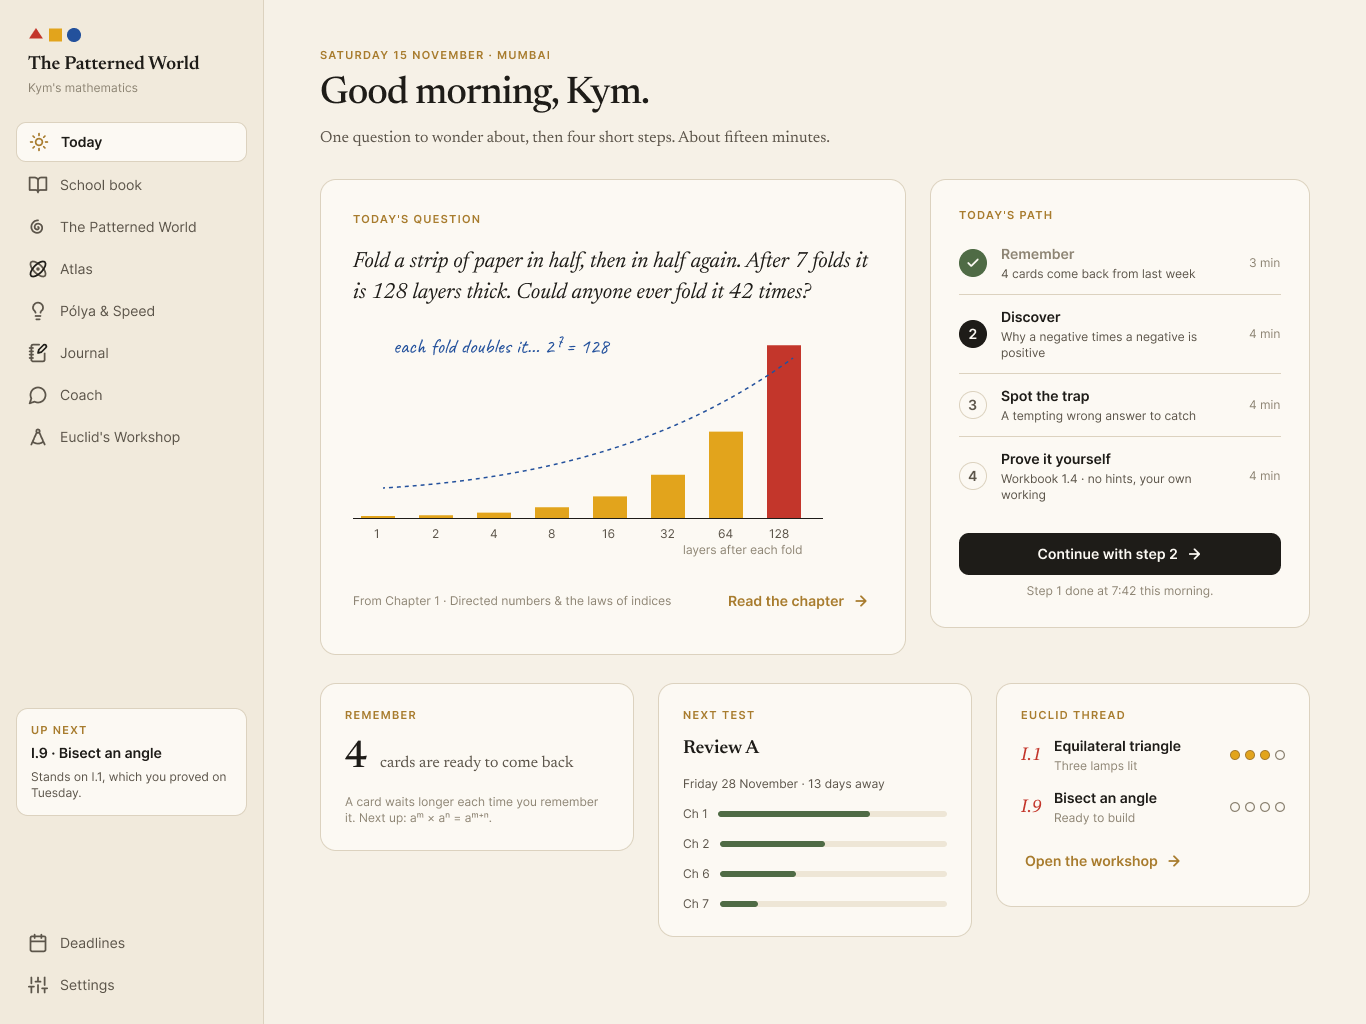 The Patterned World
Kym's mathematics
Today
School book
The Patterned World
Atlas
Pólya & Speed
Journal
Coach
Euclid's Workshop
UP NEXT
I.9 · Bisect an angle
Stands on I.1, which you proved on
Tuesday.
Deadlines
Settings
SATURDAY 15 NOVEMBER · MUMBAI
Good morning, Kym.
One question to wonder about, then four short steps. About fifteen minutes.
TODAY'S QUESTION
Fold a strip of paper in half, then in half again. After 7 folds it
is 128 layers thick. Could anyone ever fold it 42 times?
each fold doubles it... 2⁷ = 128
1 2 4 8 16 32 64 128
layers after each fold
From Chapter 1 · Directed numbers & the laws of indices
Read the chapter →
TODAY'S PATH
Remember
4 cards come back from last week
3 min
2
Discover
Why a negative times a negative is
positive
4 min
3
Spot the trap
A tempting wrong answer to catch
4 min
4
Prove it yourself
Workbook 1.4 · no hints, your own
working
4 min
Continue with step 2 →
Step 1 done at 7:42 this morning.
REMEMBER
4 cards are ready to come back
A card waits longer each time you remember
it. Next up: aᵐ × aⁿ = aᵐ⁺ⁿ.
NEXT TEST
Review A
Friday 28 November · 13 days away
Ch 1
Ch 2
Ch 6
Ch 7
EUCLID THREAD
I.1 Equilateral triangle
Three lamps lit
I.9 Bisect an angle
Ready to build
Open the workshop →